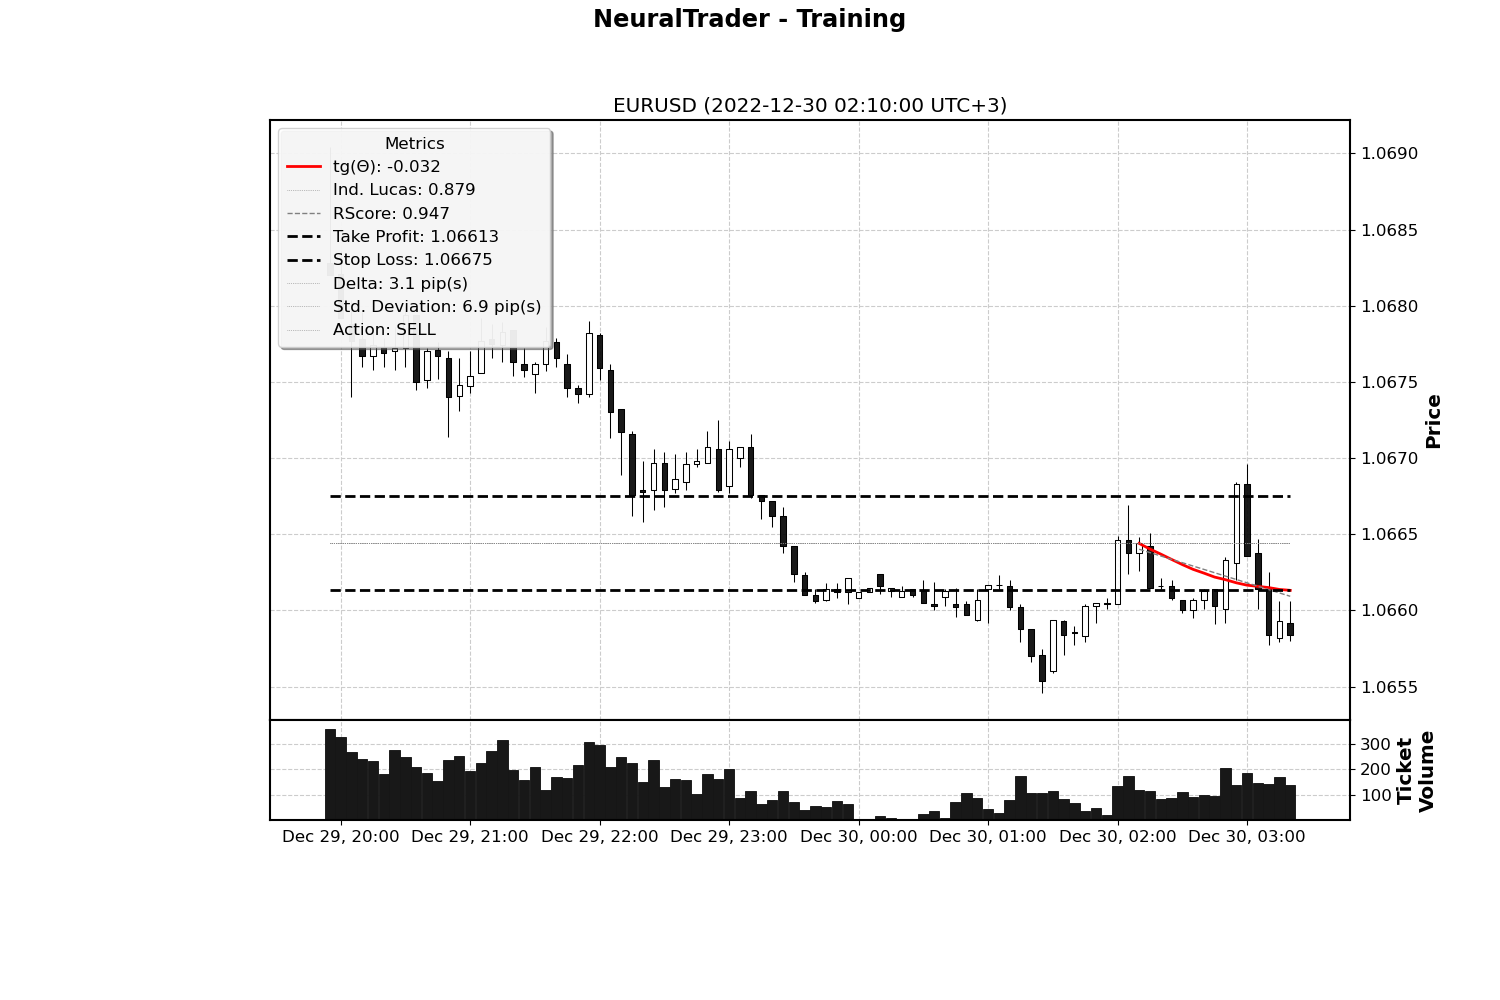 NeuralTrader - Training
EURUSD (2022-12-30 02:10:00 UTC+3)
Metrics
tg(Θ): -0.032
Ind. Lucas: 0.879
RScore: 0.947
Take Profit: 1.06613
Stop Loss: 1.06675
Delta: 3.1 pip(s)
Std. Deviation: 6.9 pip(s)
Action: SELL
1.0690
1.0685
1.0680
1.0675
1.0670
1.0665
1.0660
1.0655
Price
300
200
100
Ticket
Volume
Dec 29, 20:00
Dec 29, 21:00
Dec 29, 22:00
Dec 29, 23:00
Dec 30, 00:00
Dec 30, 01:00
Dec 30, 02:00
Dec 30, 03:00